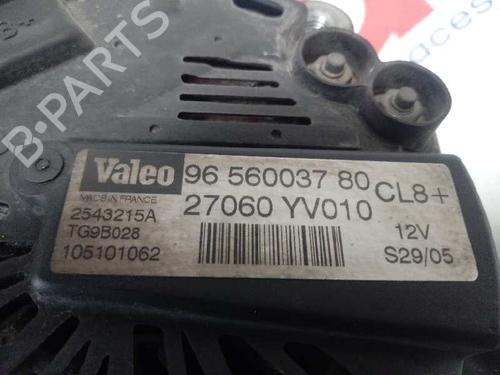 B-PARTS
Valeo
MADE IN FRANCE
96 560037 80
CL8+
27060 YV010
2543215A
TG9B028
12V
105101062
S29/05